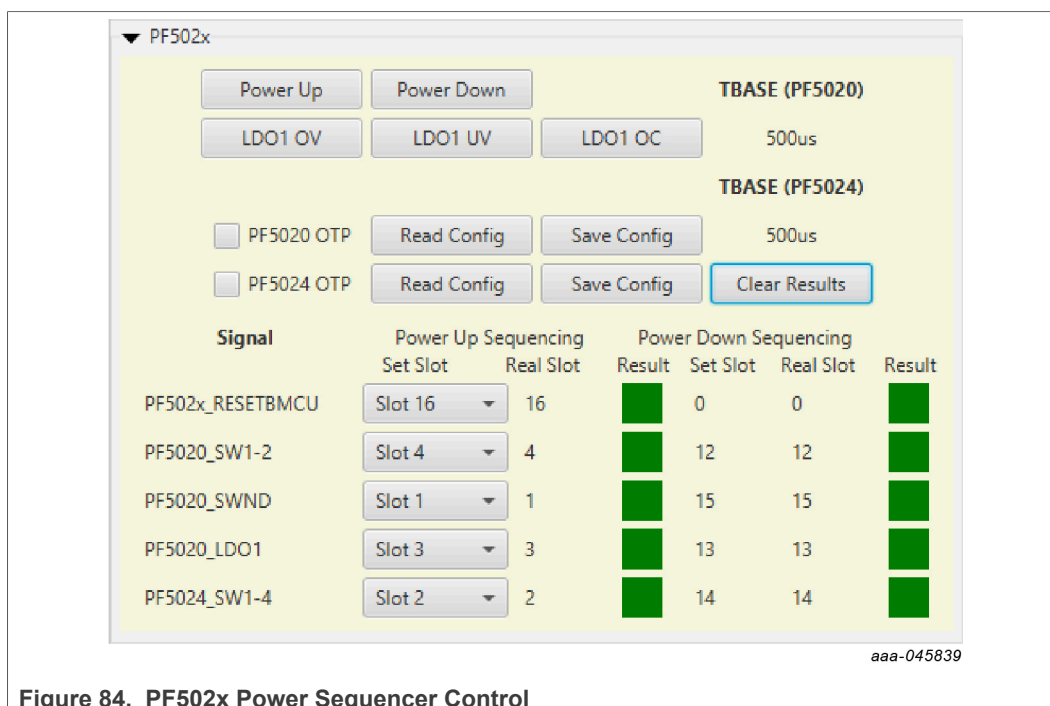 PF502x
Power Up Power Down TBASE (PF5020)
LDO1 OV LDO1 UV LDO1 OC 500us
TBASE (PF5024)
PF5020 OTP Read Config Save Config 500us
PF5024 OTP Read Config Save Config Clear Results
Signal Power Up Sequencing Power Down Sequencing
Set Slot Real Slot Result Set Slot Real Slot Result
PF502x_RESETBMCU Slot 16 16 0 0
PF5020_SW1-2 Slot 4 4 12 12
PF5020_SWND Slot 1 1 15 15
PF5020_LDO1 Slot 3 3 13 13
PF5024_SW1-4 Slot 2 2 14 14
aaa-045839
Figure 84. PF502x Power Sequencer Control